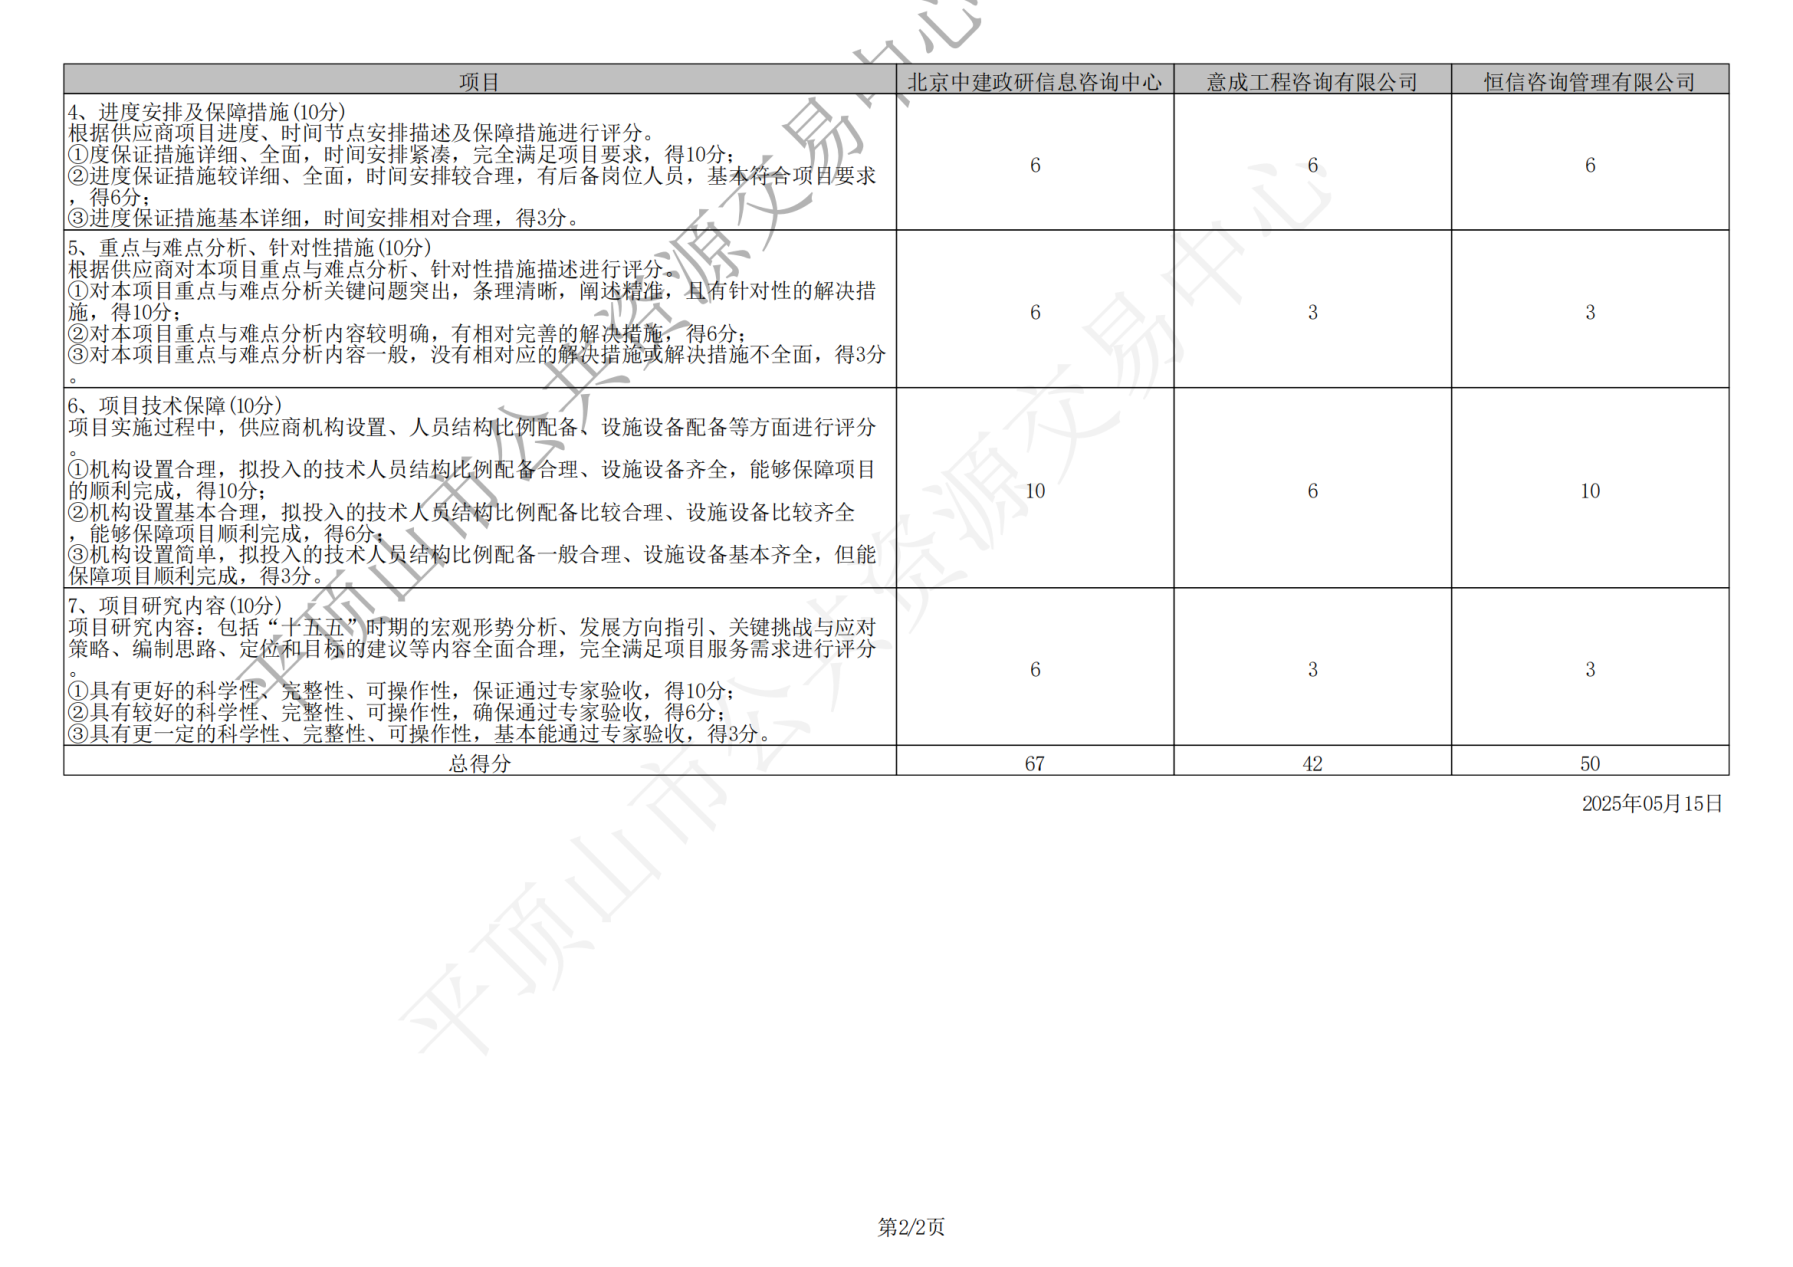 项目 北京中建政研信息咨询中心 意成工程咨询有限公司 恒信咨询管理有限公司
4、进度安排及保障措施(10分)
根据供应商项目进度、时间节点安排描述及保障措施进行评分。
①度保证措施详细、全面，时间安排紧凑，完全满足项目要求，得10分；
②进度保证措施较详细、全面，时间安排较合理，有后备岗位人员，基本符合项目要求
，得6分；
③进度保证措施基本详细，时间安排相对合理，得3分。
6 6 6
5、重点与难点分析、针对性措施(10分)
根据供应商对本项目重点与难点分析、针对性措施描述进行评分。
①对本项目重点与难点分析关键问题突出，条理清晰，阐述精准，且有针对性的解决措
施，得10分；
②对本项目重点与难点分析内容较明确，有相对完善的解决措施，得6分；
③对本项目重点与难点分析内容一般，没有相对应的解决措施或解决措施不全面，得3分
。
6 3 3
6、项目技术保障(10分)
项目实施过程中，供应商机构设置、人员结构比例配备、设施设备配备等方面进行评分
。
①机构设置合理，拟投入的技术人员结构比例配备合理、设施设备齐全，能够保障项目
的顺利完成，得10分；
②机构设置基本合理，拟投入的技术人员结构比例配备比较合理、设施设备比较齐全
，能够保障项目顺利完成，得6分；
③机构设置简单，拟投入的技术人员结构比例配备一般合理、设施设备基本齐全，但能
保障项目顺利完成，得3分。
10 6 10
7、项目研究内容(10分)
项目研究内容：包括“十五五”时期的宏观形势分析、发展方向指引、关键挑战与应对
策略、编制思路、定位和目标的建议等内容全面合理，完全满足项目服务需求进行评分
。
①具有更好的科学性、完整性、可操作性，保证通过专家验收，得10分；
②具有较好的科学性、完整性、可操作性，确保通过专家验收，得6分；
③具有更一定的科学性、完整性、可操作性，基本能通过专家验收，得3分。
6 3 3
总得分 67 42 50
2025年05月15日
平顶山市公共资源交易中心
平顶山市公共资源交易中心
第2/2页